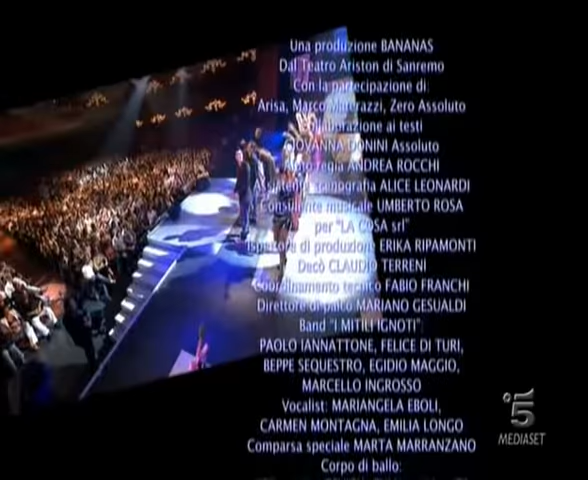 Una produzione BANANAS
Dal Teatro Ariston di Sanremo
Con la partecipazione di:
Arisa, Marco Materazzi, Zero Assoluto
Collaborazione ai testi
GIOVANNA DONINI Assoluto
Aiuto regia ANDREA ROCCHI
Assistente scenografia ALICE LEONARDI
Consulente musicale UMBERTO ROSA
per "LA COSA srl"
Ispettore di produzione ERIKA RIPAMONTI
Decò CLAUDIO TERRENI
Coordinamento tecnico FABIO FRANCHI
Direttore di palco MARIANO GESUALDI
Band "I MITILI IGNOTI":
PAOLO IANNATTONE, FELICE DI TURI,
BEPPE SEQUESTRO, EGIDIO MAGGIO,
MARCELLO INGROSSO
Vocalist: MARIANGELA EBOLI,
CARMEN MONTAGNA, EMILIA LONGO
Comparsa speciale MARTA MARRANZANO
Corpo di ballo:
5
MEDIASET